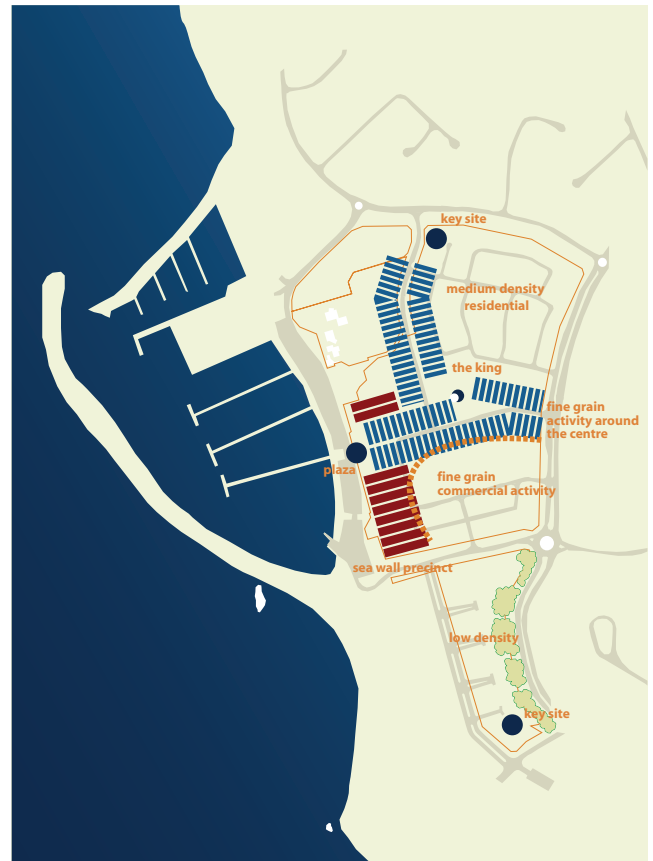 key site
medium density
residential
the king
fine grain
activity around
the centre
plaza
fine grain
commercial activity
sea wall precinct
low density
key site